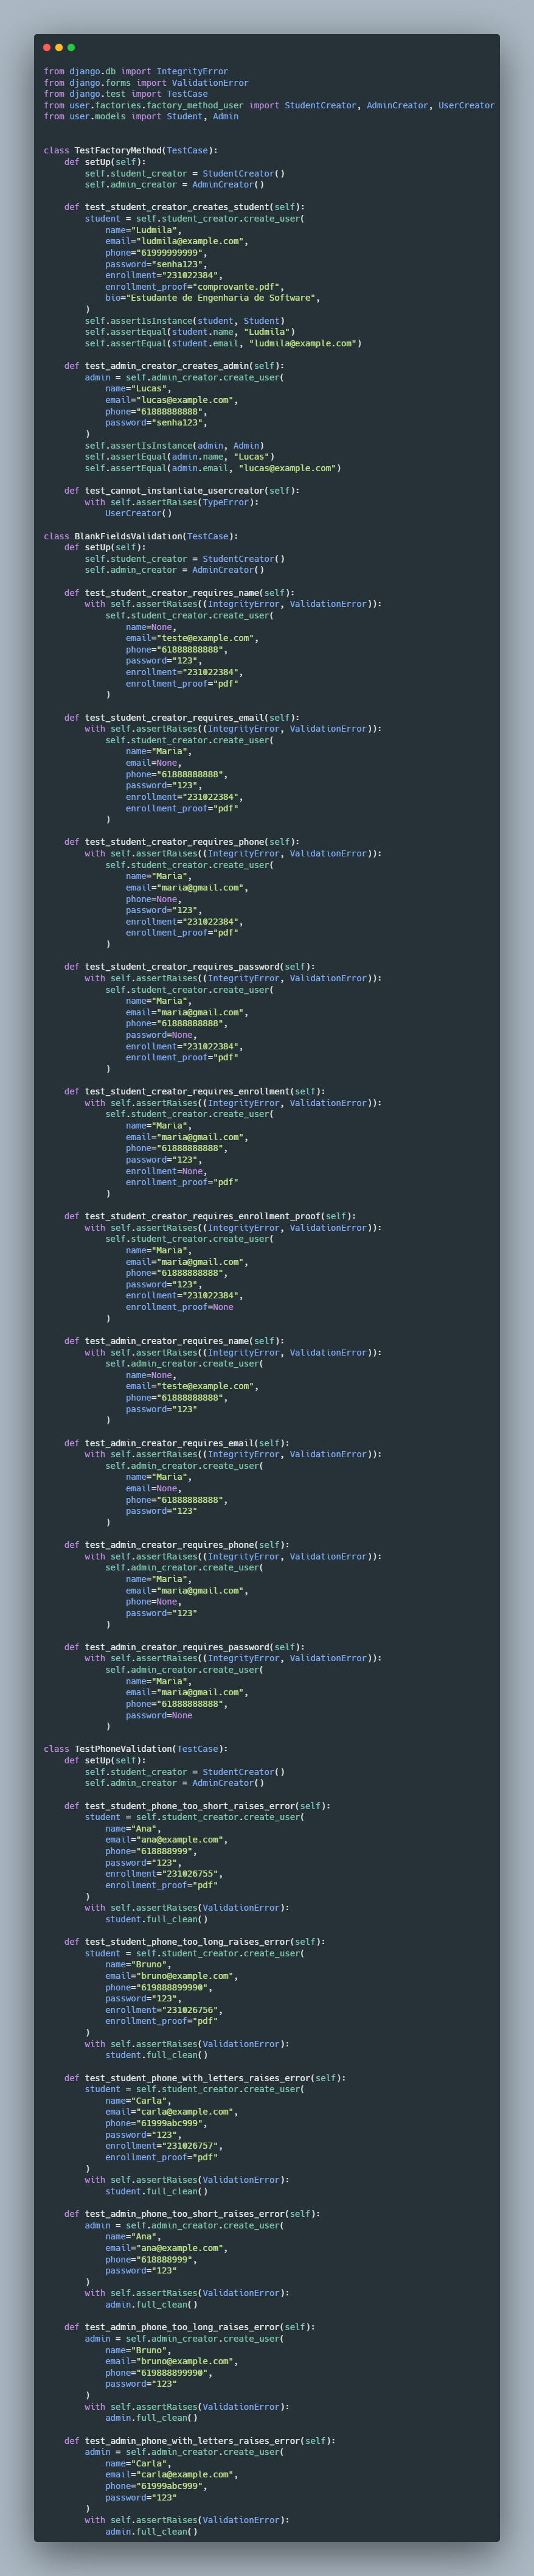 from django.db import IntegrityError
from django.forms import ValidationError
from django.test import TestCase
from user.factories.factory_method_user import StudentCreator, AdminCreator, UserCreator
from user.models import Student, Admin
class TestFactoryMethod(TestCase):
def setUp(self):
self.student_creator = StudentCreator()
self.admin_creator = AdminCreator()
def test_student_creator_creates_student(self):
student = self.student_creator.create_user(
name="Ludmila",
email="ludmila@example.com",
phone="61999999999",
password="senha123",
enrollment="231022384",
enrollment_proof="comprovante.pdf",
bio="Estudante de Engenharia de Software",
)
self.assertIsInstance(student, Student)
self.assertEqual(student.name, "Ludmila")
self.assertEqual(student.email, "ludmila@example.com")
def test_admin_creator_creates_admin(self):
admin = self.admin_creator.create_user(
name="Lucas",
email="lucas@example.com",
phone="61888888888",
password="senha123",
)
self.assertIsInstance(admin, Admin)
self.assertEqual(admin.name, "Lucas")
self.assertEqual(admin.email, "lucas@example.com")
def test_cannot_instantiate_usercreator(self):
with self.assertRaises(TypeError):
UserCreator()
class BlankFieldsValidation(TestCase):
def setUp(self):
self.student_creator = StudentCreator()
self.admin_creator = AdminCreator()
def test_student_creator_requires_name(self):
with self.assertRaises((IntegrityError, ValidationError)):
self.student_creator.create_user(
name=None,
email="teste@example.com",
phone="61888888888",
password="123",
enrollment="231022384",
enrollment_proof="pdf"
)
def test_student_creator_requires_email(self):
with self.assertRaises((IntegrityError, ValidationError)):
self.student_creator.create_user(
name="Maria",
email=None,
phone="61888888888",
password="123",
enrollment="231022384",
enrollment_proof="pdf"
)
def test_student_creator_requires_phone(self):
with self.assertRaises((IntegrityError, ValidationError)):
self.student_creator.create_user(
name="Maria",
email="maria@gmail.com",
phone=None,
password="123",
enrollment="231022384",
enrollment_proof="pdf"
)
def test_student_creator_requires_password(self):
with self.assertRaises((IntegrityError, ValidationError)):
self.student_creator.create_user(
name="Maria",
email="maria@gmail.com",
phone="61888888888",
password=None,
enrollment="231022384",
enrollment_proof="pdf"
)
def test_student_creator_requires_enrollment(self):
with self.assertRaises((IntegrityError, ValidationError)):
self.student_creator.create_user(
name="Maria",
email="maria@gmail.com",
phone="61888888888",
password="123",
enrollment=None,
enrollment_proof="pdf"
)
def test_student_creator_requires_enrollment_proof(self):
with self.assertRaises((IntegrityError, ValidationError)):
self.student_creator.create_user(
name="Maria",
email="maria@gmail.com",
phone="61888888888",
password="123",
enrollment="231022384",
enrollment_proof=None
)
def test_admin_creator_requires_name(self):
with self.assertRaises((IntegrityError, ValidationError)):
self.admin_creator.create_user(
name=None,
email="teste@example.com",
phone="61888888888",
password="123"
)
def test_admin_creator_requires_email(self):
with self.assertRaises((IntegrityError, ValidationError)):
self.admin_creator.create_user(
name="Maria",
email=None,
phone="61888888888",
password="123"
)
def test_admin_creator_requires_phone(self):
with self.assertRaises((IntegrityError, ValidationError)):
self.admin_creator.create_user(
name="Maria",
email="maria@gmail.com",
phone=None,
password="123"
)
def test_admin_creator_requires_password(self):
with self.assertRaises((IntegrityError, ValidationError)):
self.admin_creator.create_user(
name="Maria",
email="maria@gmail.com",
phone="61888888888",
password=None
)
class TestPhoneValidation(TestCase):
def setUp(self):
self.student_creator = StudentCreator()
self.admin_creator = AdminCreator()
def test_student_phone_too_short_raises_error(self):
student = self.student_creator.create_user(
name="Ana",
email="ana@example.com",
phone="618888999",
password="123",
enrollment="231026755",
enrollment_proof="pdf"
)
with self.assertRaises(ValidationError):
student.full_clean()
def test_student_phone_too_long_raises_error(self):
student = self.student_creator.create_user(
name="Bruno",
email="bruno@example.com",
phone="619888899990",
password="123",
enrollment="231026756",
enrollment_proof="pdf"
)
with self.assertRaises(ValidationError):
student.full_clean()
def test_student_phone_with_letters_raises_error(self):
student = self.student_creator.create_user(
name="Carla",
email="carla@example.com",
phone="61999abc999",
password="123",
enrollment="231026757",
enrollment_proof="pdf"
)
with self.assertRaises(ValidationError):
student.full_clean()
def test_admin_phone_too_short_raises_error(self):
admin = self.admin_creator.create_user(
name="Ana",
email="ana@example.com",
phone="618888999",
password="123"
)
with self.assertRaises(ValidationError):
admin.full_clean()
def test_admin_phone_too_long_raises_error(self):
admin = self.admin_creator.create_user(
name="Bruno",
email="bruno@example.com",
phone="619888899990",
password="123"
)
with self.assertRaises(ValidationError):
admin.full_clean()
def test_admin_phone_with_letters_raises_error(self):
admin = self.admin_creator.create_user(
name="Carla",
email="carla@example.com",
phone="61999abc999",
password="123"
)
with self.assertRaises(ValidationError):
admin.full_clean()